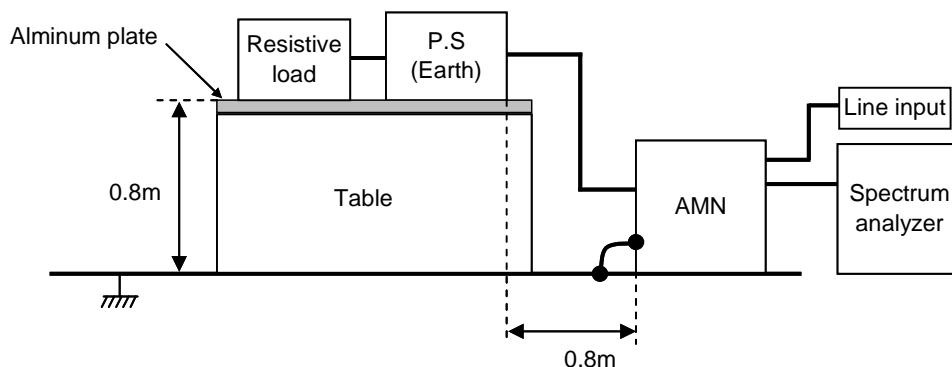 Alminum plate
Resistive
load
P.S
(Earth)
Line input
0.8m
Table
AMN
Spectrum
analyzer
0.8m